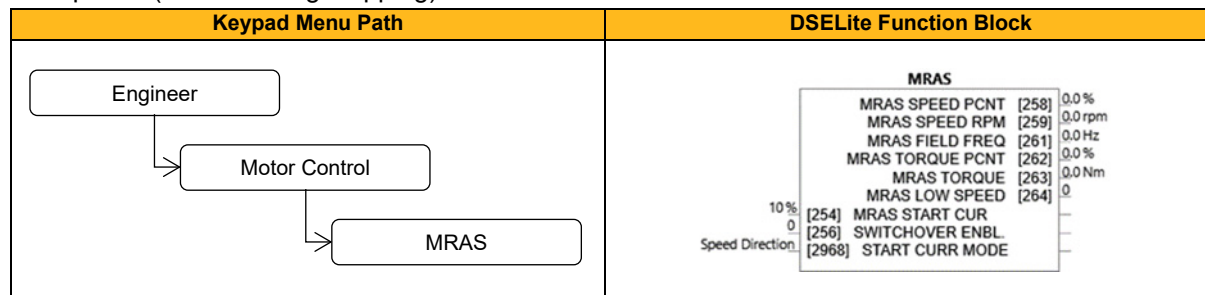 Keypad Menu Path
DSELite Function Block
Engineer
Motor Control
MRAS
MRAS
MRAS SPEED PCNT [258] 0.0 %
MRAS SPEED RPM [259] 0.0 rpm
MRAS FIELD FREQ [261] 0.0 Hz
MRAS TORQUE PCNT [262] 0.0 %
MRAS TORQUE [263] 0.0 Nm
MRAS LOW SPEED [264] 0
10 % [254] MRAS START CUR
0 [256] SWITCHOVER ENBL.
Speed Direction [2968] START CURR MODE